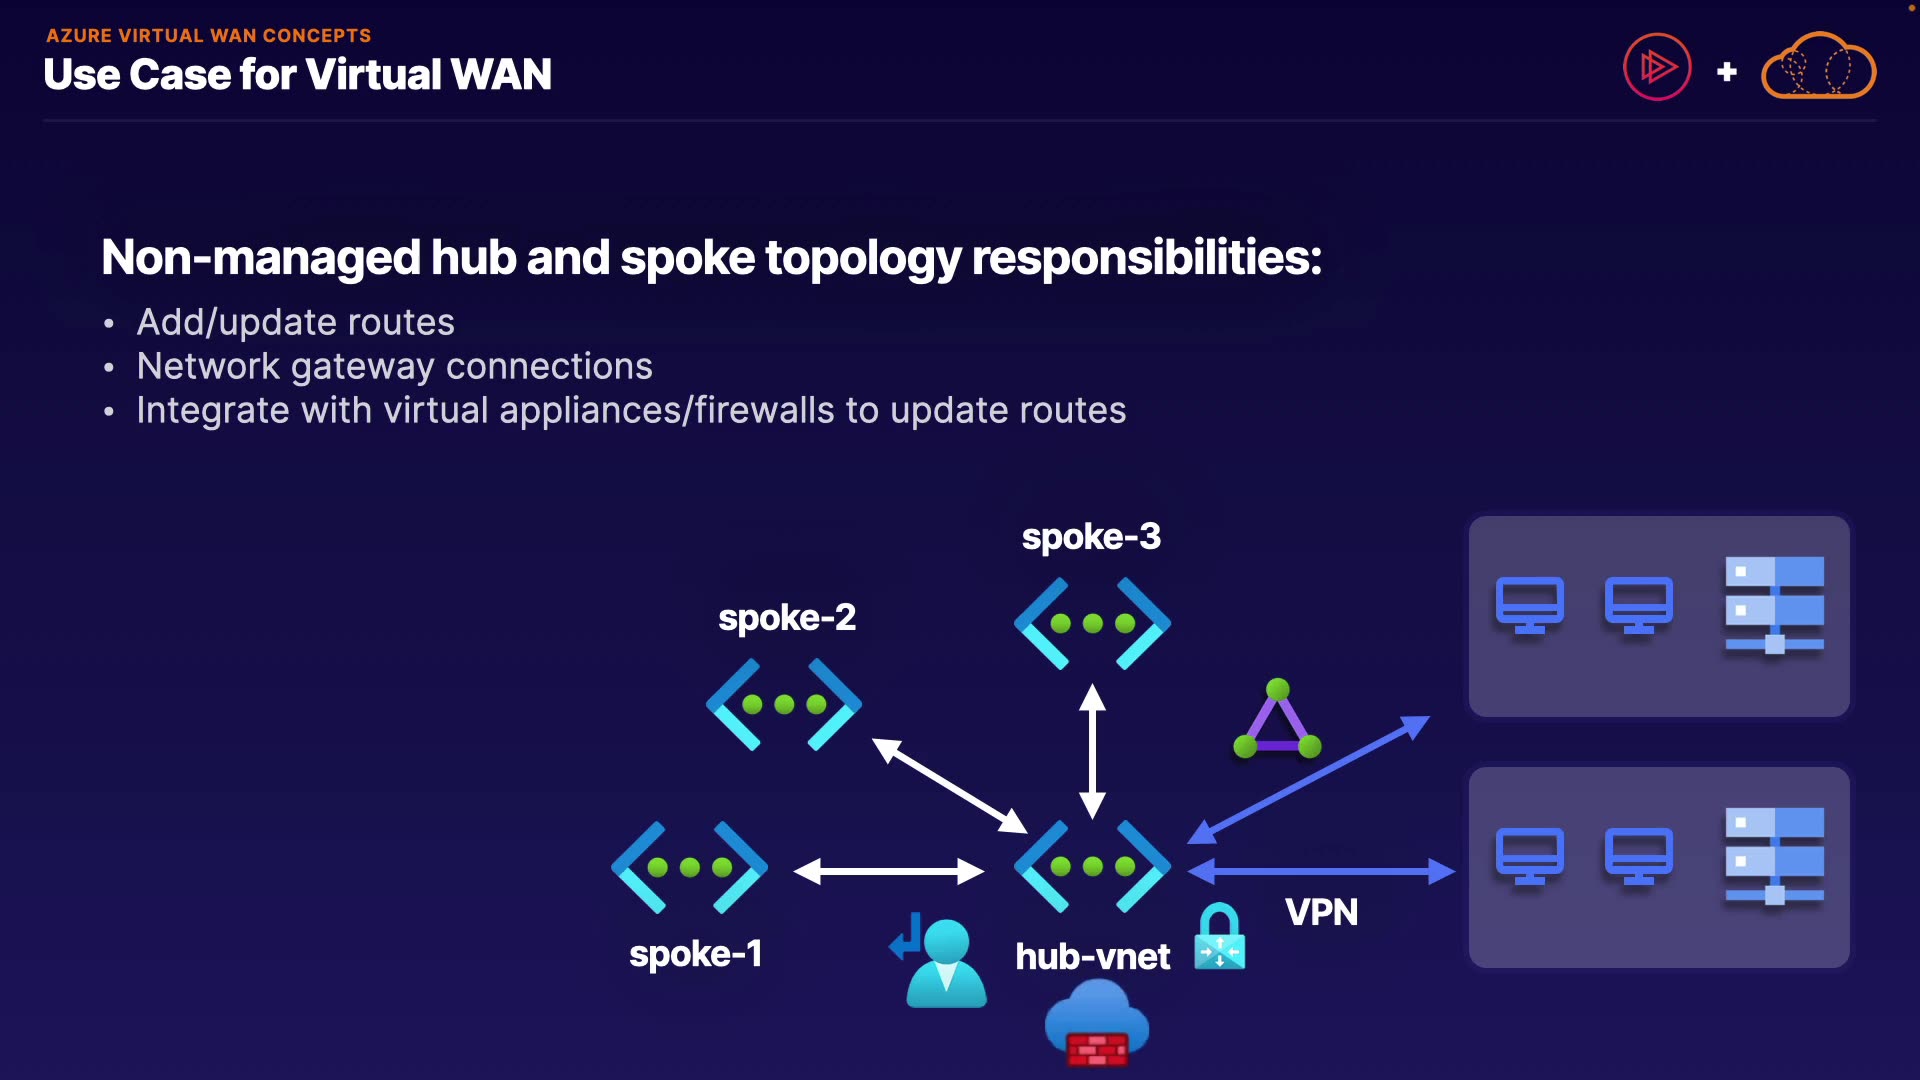 AZURE VIRTUAL WAN CONCEPTS
Use Case for Virtual WAN
Non-managed hub and spoke topology responsibilities:
• Add/update routes
• Network gateway connections
• Integrate with virtual appliances/firewalls to update routes
spoke-3
spoke-2
VPN
spoke-1
hub-vnet